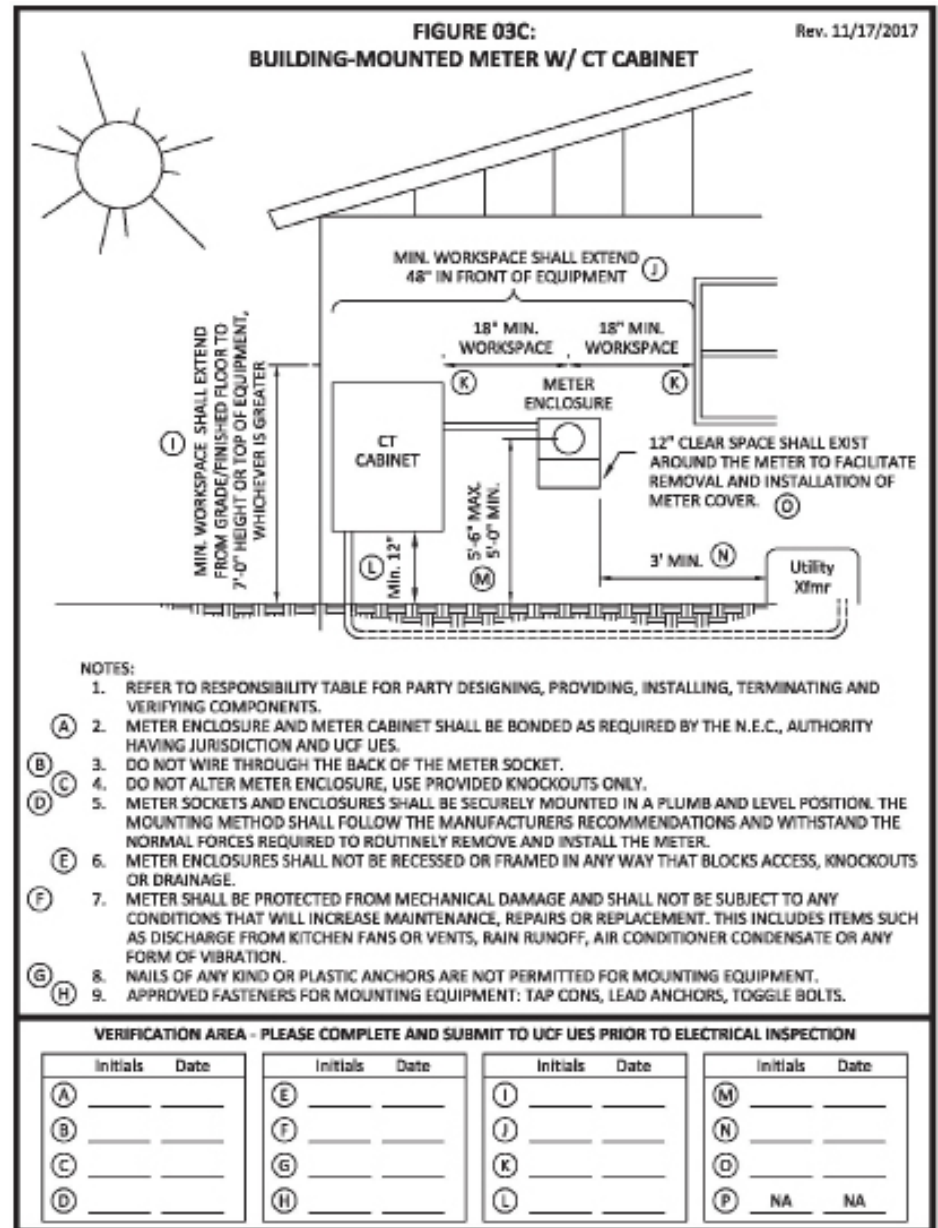 FIGURE 03C:
Rev. 11/17/2017
BUILDING-MOUNTED METER W/ CT CABINET
MIN. WORKSPACE SHALL EXTEND
48" IN FRONT OF EQUIPMENT
J
18" MIN.
WORKSPACE
18" MIN.
WORKSPACE
K
K
I
MIN. WORKSPACE SHALL EXTEND
FROM GRADE/FINISHED FLOOR TO
7'-0" HEIGHT OR TOP OF EQUIPMENT,
WHICHEVER IS GREATER
METER
ENCLOSURE
CT
CABINET
12" CLEAR SPACE SHALL EXIST
AROUND THE METER TO FACILITATE
REMOVAL AND INSTALLATION OF
METER COVER. O
L
Min. 12"
5'-6" MAX.
5'-0" MIN.
M
3' MIN. N
Utility
Xfmr
NOTES:
1. REFER TO RESPONSIBILITY TABLE FOR PARTY DESIGNING, PROVIDING, INSTALLING, TERMINATING AND
VERIFYING COMPONENTS.
A 2. METER ENCLOSURE AND METER CABINET SHALL BE BONDED AS REQUIRED BY THE N.E.C., AUTHORITY
HAVING JURISDICTION AND UCF UES.
B 3. DO NOT WIRE THROUGH THE BACK OF THE METER SOCKET.
C 4. DO NOT ALTER METER ENCLOSURE, USE PROVIDED KNOCKOUTS ONLY.
D 5. METER SOCKETS AND ENCLOSURES SHALL BE SECURELY MOUNTED IN A PLUMB AND LEVEL POSITION. THE
MOUNTING METHOD SHALL FOLLOW THE MANUFACTURERS RECOMMENDATIONS AND WITHSTAND THE
NORMAL FORCES REQUIRED TO ROUTINELY REMOVE AND INSTALL THE METER.
E 6. METER ENCLOSURES SHALL NOT BE RECESSED OR FRAMED IN ANY WAY THAT BLOCKS ACCESS, KNOCKOUTS
OR DRAINAGE.
F 7. METER SHALL BE PROTECTED FROM MECHANICAL DAMAGE AND SHALL NOT BE SUBJECT TO ANY
CONDITIONS THAT WILL INCREASE MAINTENANCE, REPAIRS OR REPLACEMENT. THIS INCLUDES ITEMS SUCH
AS DISCHARGE FROM KITCHEN FANS OR VENTS, RAIN RUNOFF, AIR CONDITIONER CONDENSATE OR ANY
FORM OF VIBRATION.
G 8. NAILS OF ANY KIND OR PLASTIC ANCHORS ARE NOT PERMITTED FOR MOUNTING EQUIPMENT.
H 9. APPROVED FASTENERS FOR MOUNTING EQUIPMENT: TAP CONS, LEAD ANCHORS, TOGGLE BOLTS.
VERIFICATION AREA - PLEASE COMPLETE AND SUBMIT TO UCF UES PRIOR TO ELECTRICAL INSPECTION
Initials Date
A
B
C
D
Initials Date
E
F
G
H
Initials Date
I
J
K
L
Initials Date
M
N
O
P NA NA